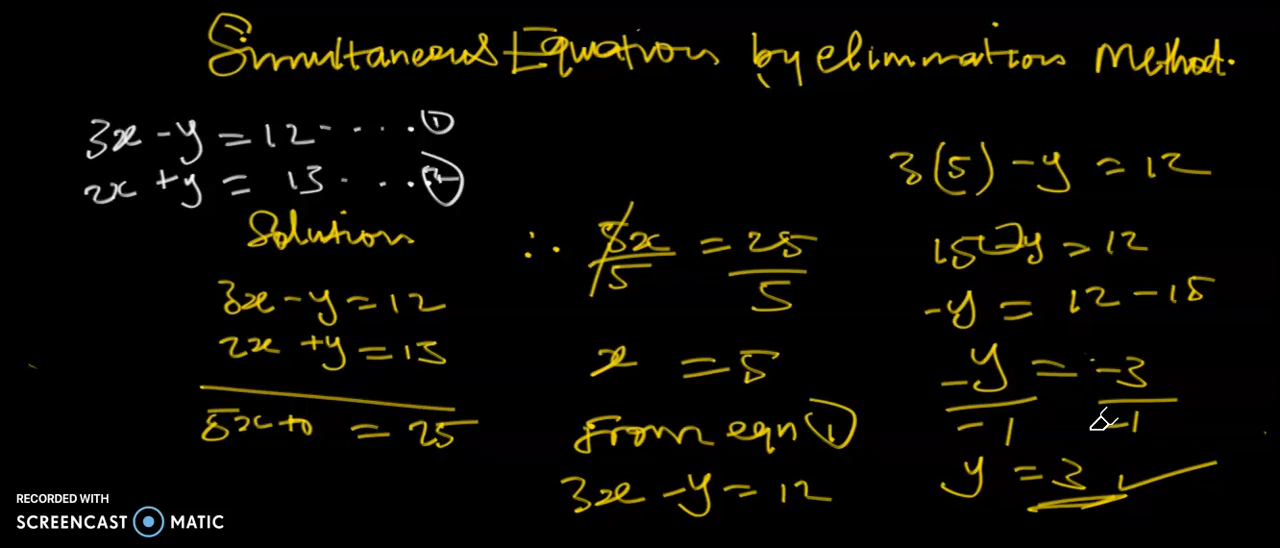 Simultaneous Equations by elimination Method.
3x - y = 12 .... ①
2x + y = 13 ... ②
Solution
3x - y = 12
2x + y = 13
5x + 0 = 25
∴ 5x/5 = 25/5
x = 5
From eqn ①
3x - y = 12
3(5) - y = 12
15 - y = 12
-y = 12 - 15
-y/-1 = -3/-1
y = 3 ✓
RECORDED WITH
SCREENCAST MATIC